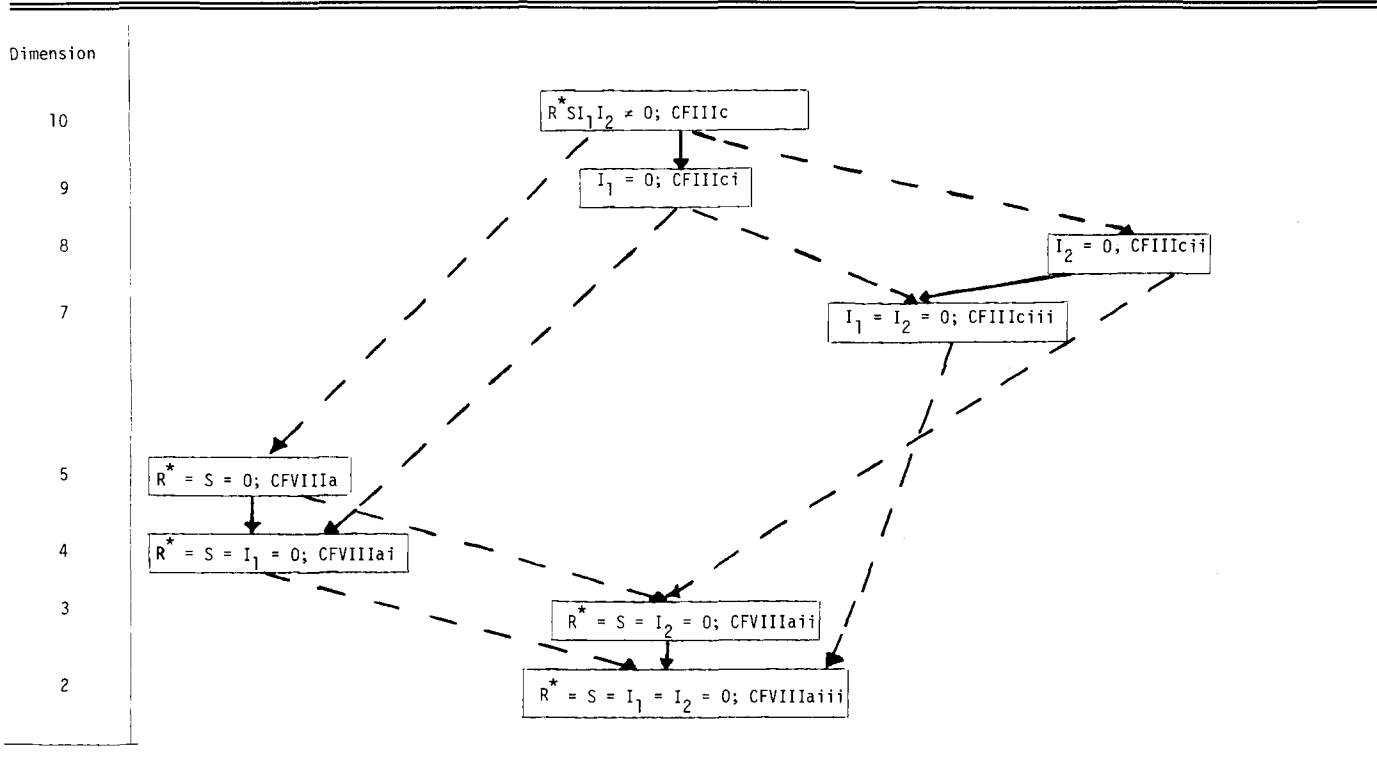 Dimension
10
R*SI₁I₂ ≠ 0; CFIIIc
9
I₁ = 0; CFIIIci
8
I₂ = 0, CFIIIcii
7
I₁ = I₂ = 0; CFIIIciii
5
R* = S = 0; CFVIIIa
4
R* = S = I₁ = 0; CFVIIIai
3
R* = S = I₂ = 0; CFVIIIaii
2
R* = S = I₁ = I₂ = 0; CFVIIIaiii